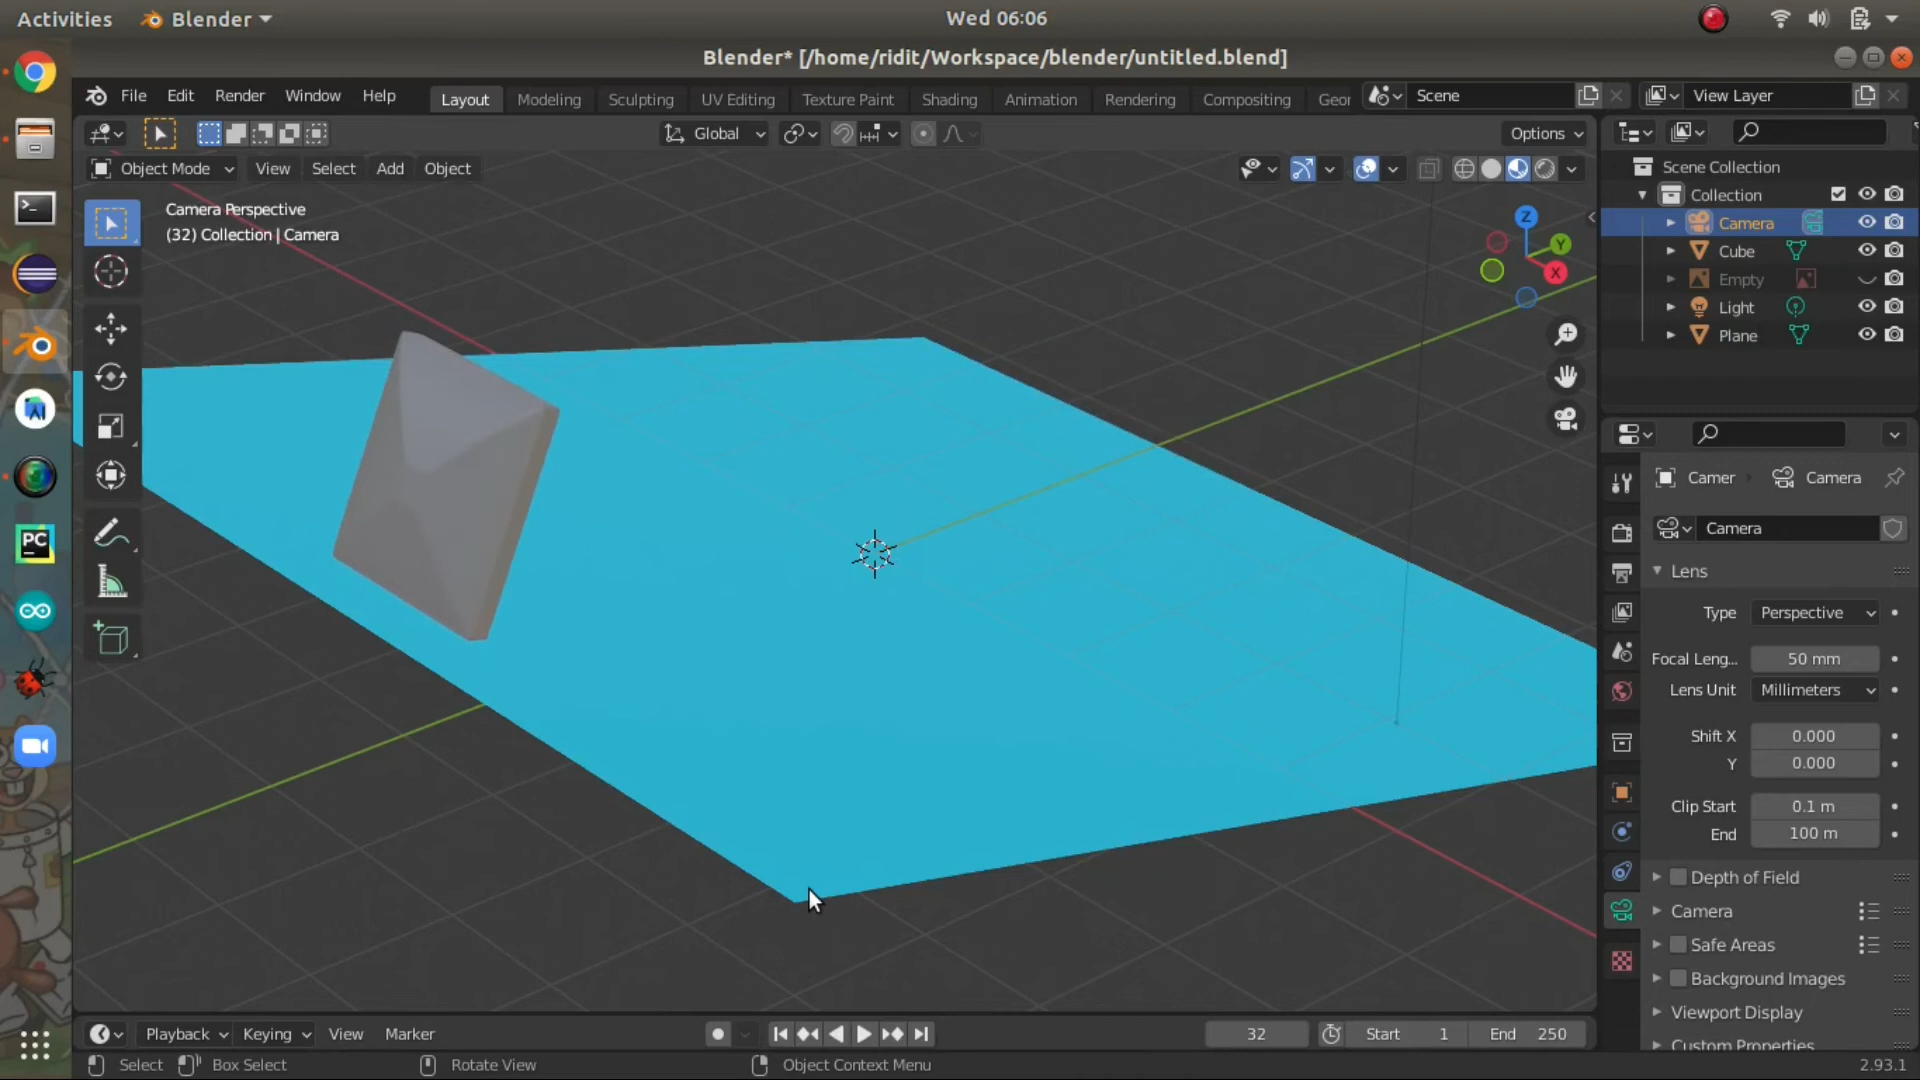 Activities
Blender
Wed 06:06
Blender* [/home/ridit/Workspace/blender/untitled.blend]
File Edit Render Window Help
Layout Modeling Sculpting UV Editing Texture Paint Shading Animation Rendering Compositing Geor
Scene
View Layer
Global
Options
Object Mode View Select Add Object
Camera Perspective
(32) Collection | Camera
Z
Y
X
Scene Collection
Collection
Camera
Cube
Empty
Light
Plane
PC
Camer
Camera
Camera
Lens
Type Perspective
Focal Leng... 50 mm
Lens Unit Millimeters
Shift X 0.000
Y 0.000
Clip Start 0.1 m
End 100 m
Depth of Field
Camera
Safe Areas
Background Images
Viewport Display
Custom Properties
Playback Keying View Marker
32
Start 1
End 250
Select
Box Select
Rotate View
Object Context Menu
2.93.1